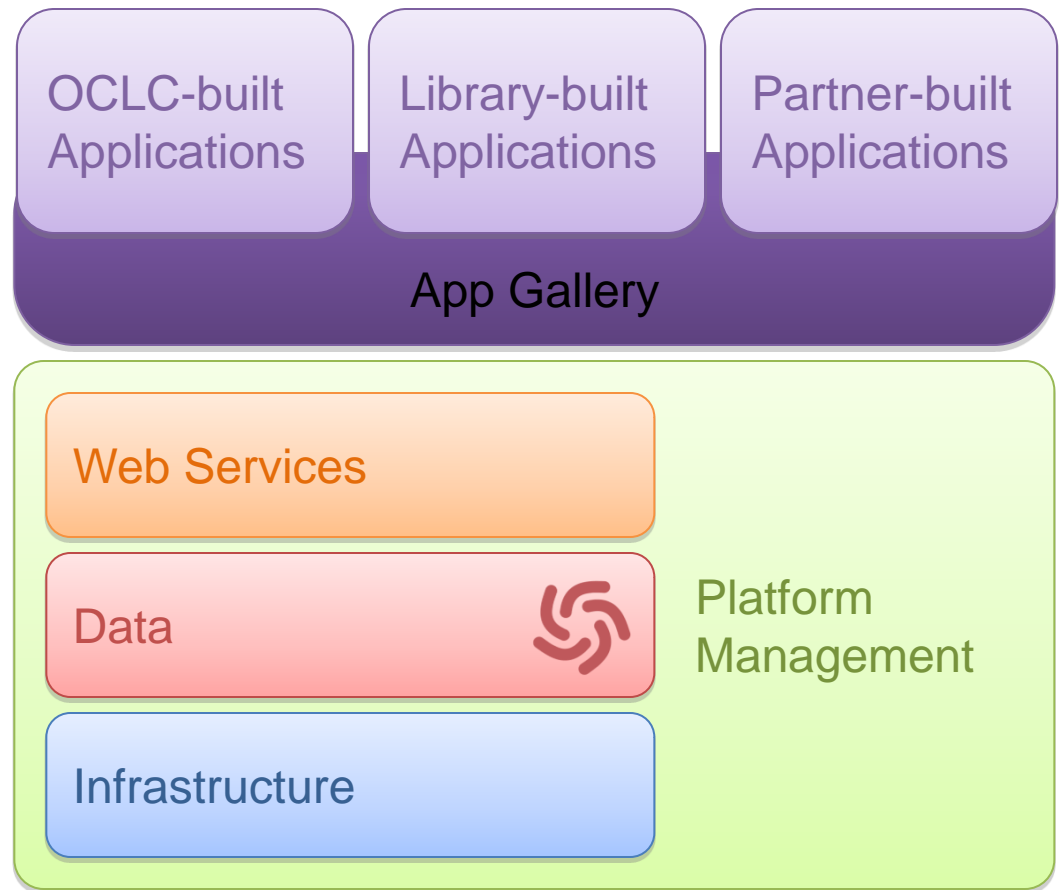 OCLC-built
Applications
Library-built
Applications
Partner-built
Applications
App Gallery
Web Services
Data
Infrastructure
Platform
Management